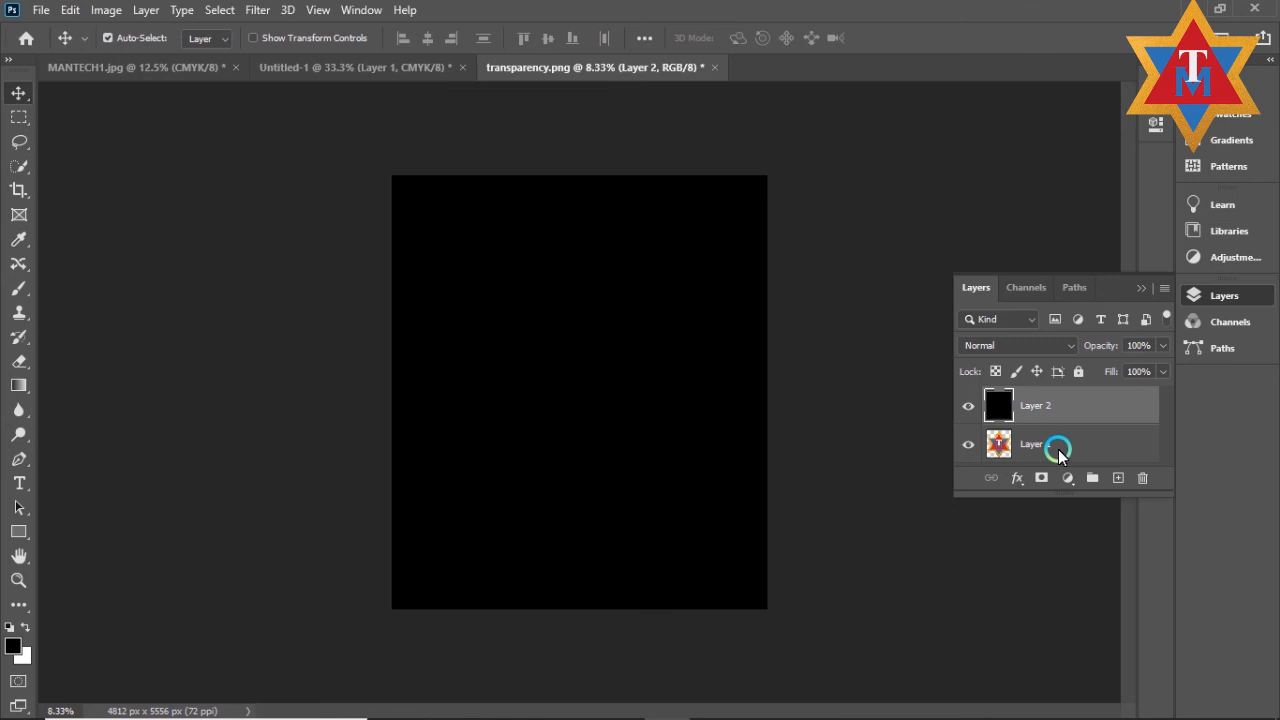 Ps File Edit Image Layer Type Select Filter 3D View Window Help
Auto-Select: Layer Show Transform Controls 3D Mode:
MANTECH1.jpg @ 12.5% (CMYK/8) * Untitled-1 @ 33.3% (Layer 1, CMYK/8) * transparency.png @ 8.33% (Layer 2, RGB/8) *
T
M
Gradients
Patterns
Learn
Libraries
Adjustme...
Layers
Channels
Paths
Layers Channels Paths
Kind
Normal Opacity: 100%
Lock: Fill: 100%
Layer 2
Layer
8.33% 4812 px x 5556 px (72 ppi)